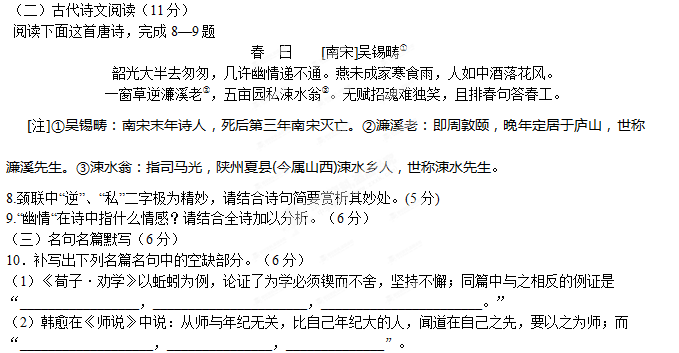 （二）古代诗文阅读（11 分）
阅读下面这首唐诗，完成 8—9 题
春 日 [南宋]吴锡畴①
韶光大半去匆匆，几许幽情递不通。燕未成家寒食雨，人如中酒落花风。
一窗草逆濂溪老②，五亩园私涑水翁③。无赋招魂难独笑，且排春句答春工。
[注]①吴锡畴：南宋末年诗人，死后第三年南宋灭亡。②濂溪老：即周敦颐，晚年定居于庐山，世称
濂溪先生。③涑水翁：指司马光，陕州夏县(今属山西)涑水乡人，世称涑水先生。
8.颈联中“逆”、“私”二字极为精妙，请结合诗句简要赏析其妙处。(5 分)
9.“幽情“在诗中指什么情感？请结合全诗加以分析。（6 分）
（三）名句名篇默写（6 分）
10．补写出下列名篇名句中的空缺部分。（6 分）
（1）《荀子·劝学》以蚯蚓为例，论证了为学必须锲而不舍，坚持不懈；同篇中与之相反的例证是
“________________，______________________，______________________。”
（2）韩愈在《师说》中说：从师与年纪无关，比自己年纪大的人，闻道在自己之先，要以之为师；而
“__________________，______________，_____________” 。